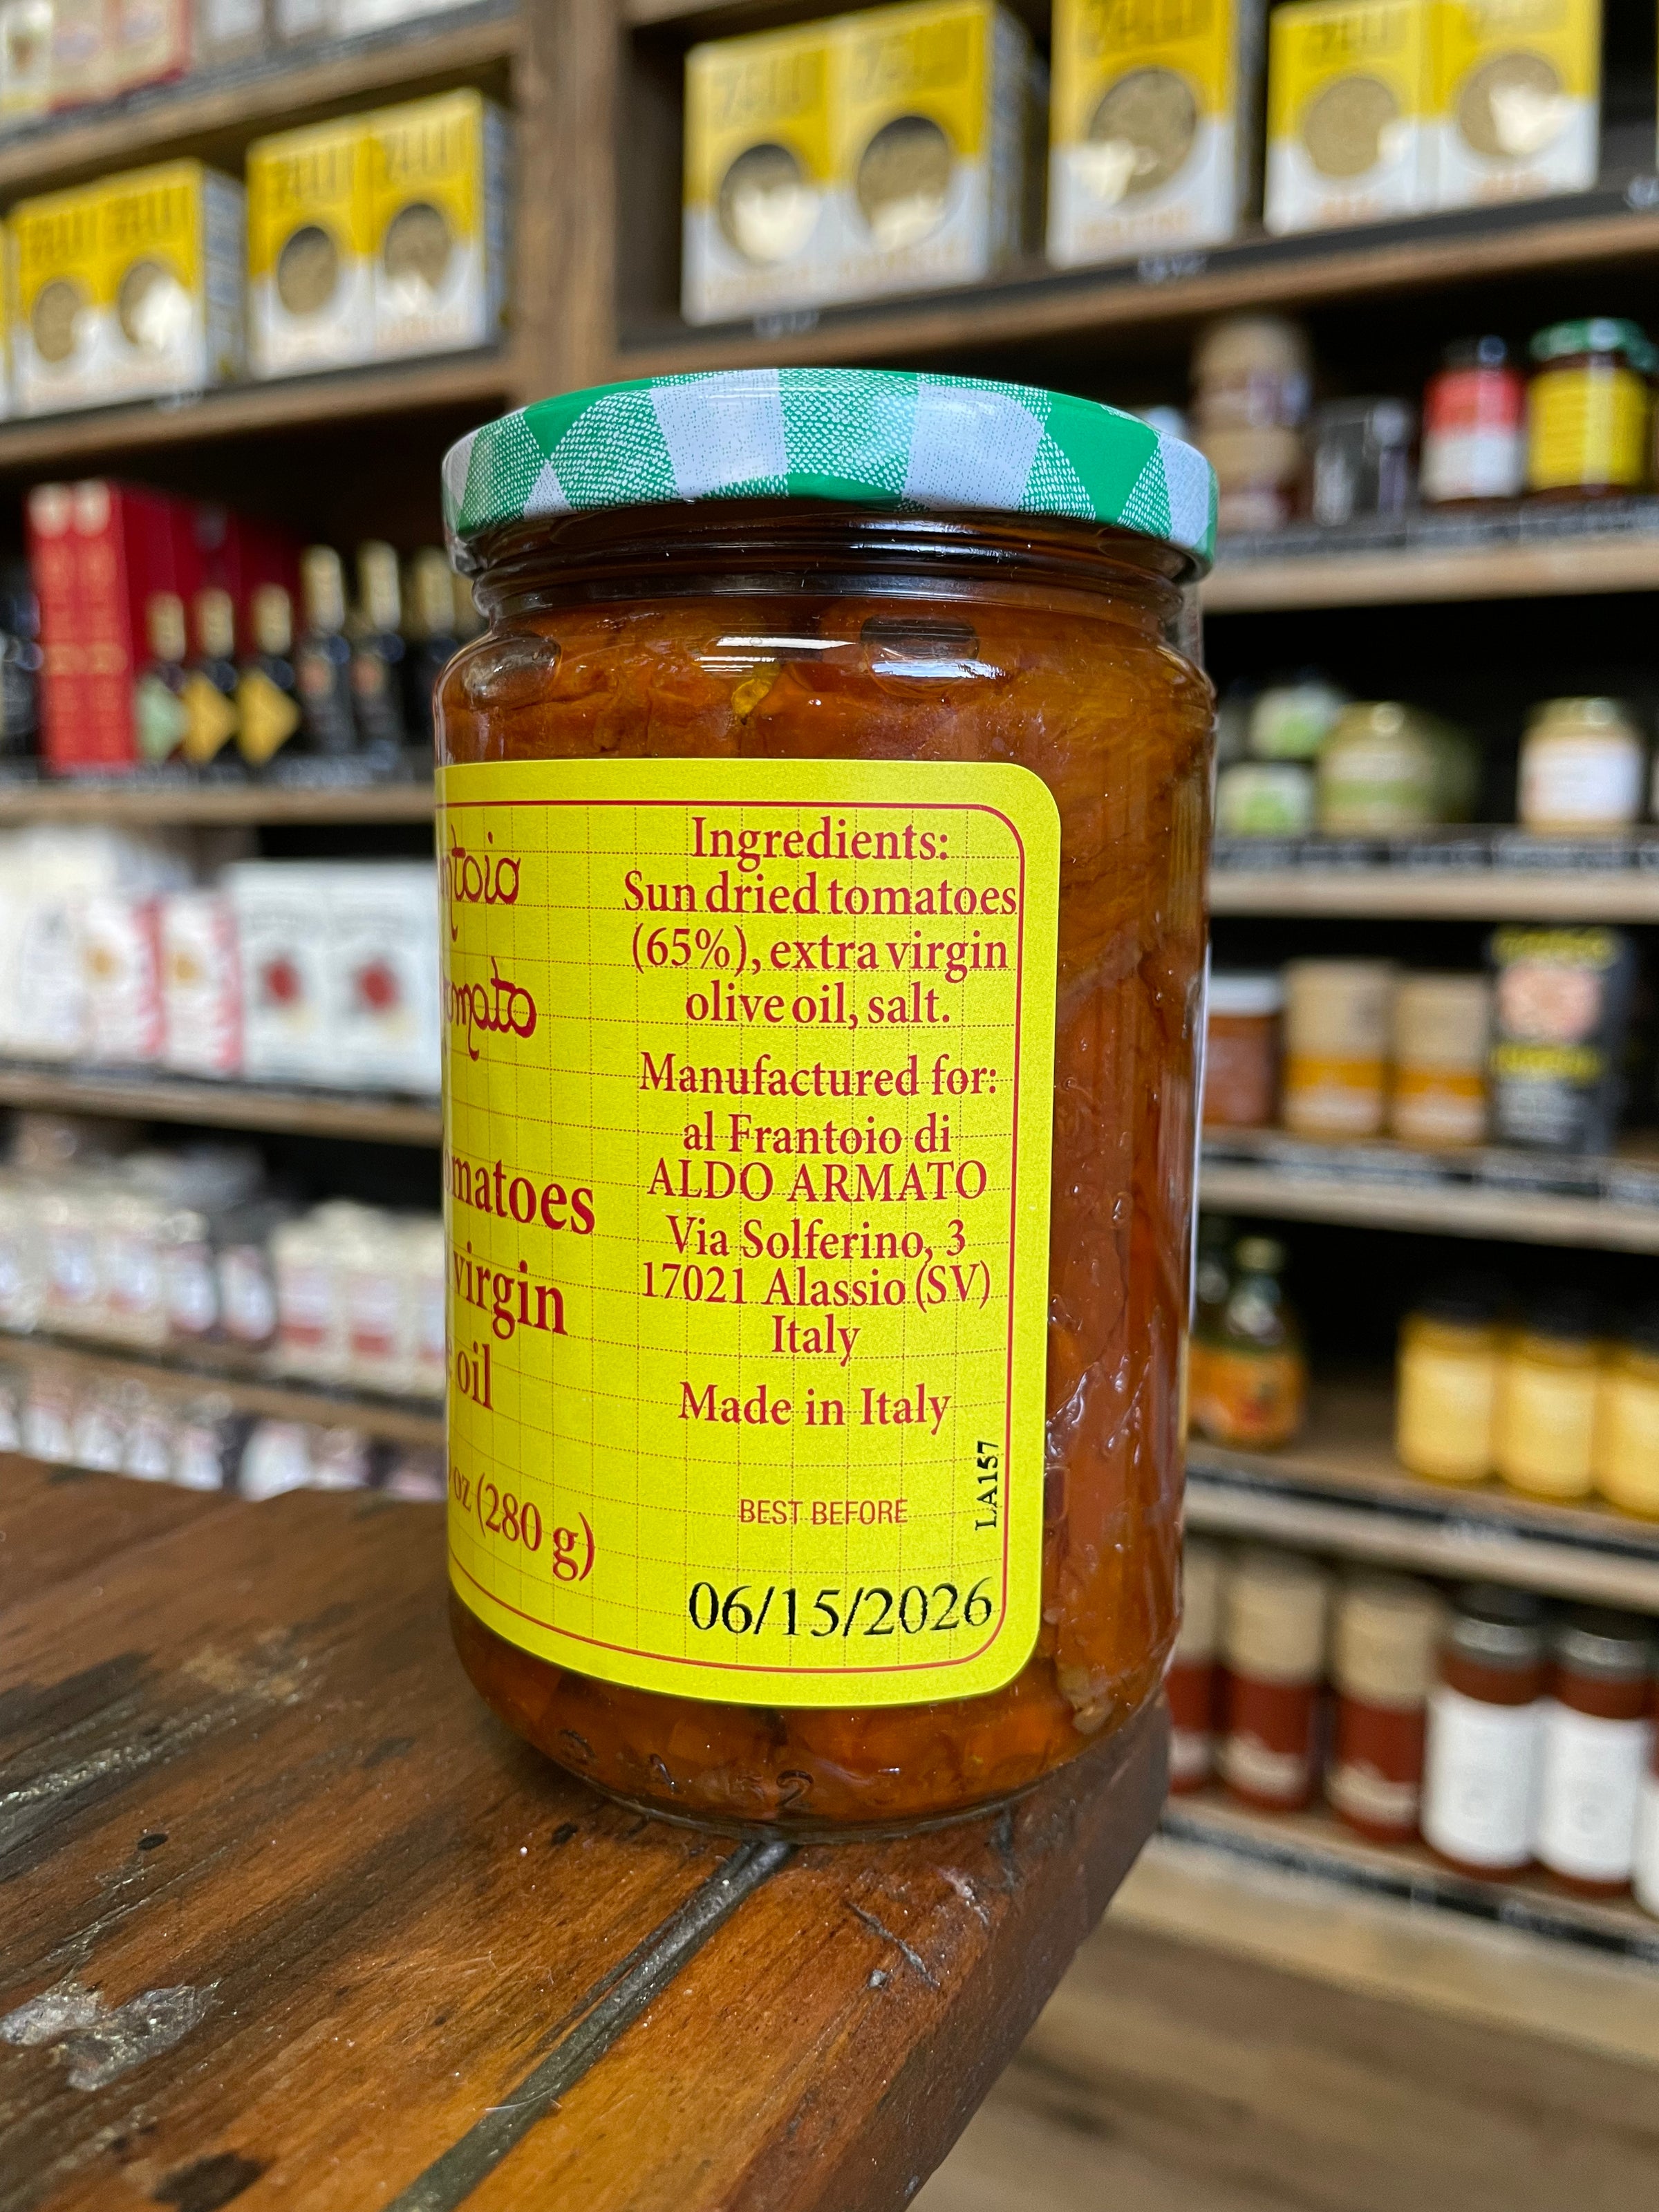 Ingredients:
Sun dried tomatoes
(65%), extra virgin
olive oil, salt.
Manufactured for:
al Frantoio di
ALDO ARMATO
Via Solferino, 3
17021 Alassio (SV)
Italy
Made in Italy
LA157
BEST BEFORE
06/15/2026
virgin
oil
oz (280 g)